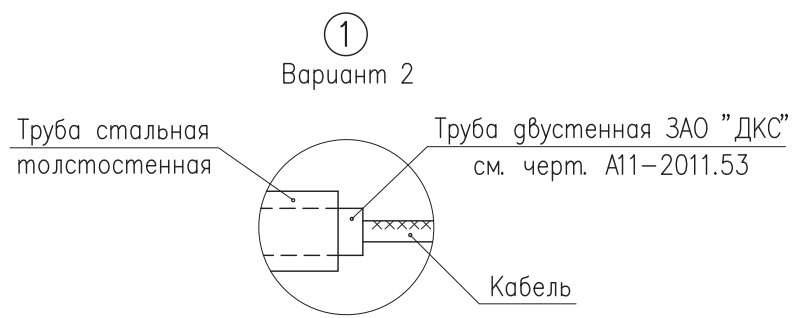 1
Вариант 2
Труба стальная
толстостенная
Труба двустенная ЗАО "ДКС"
см. черт. А11-2011.53
Кабель